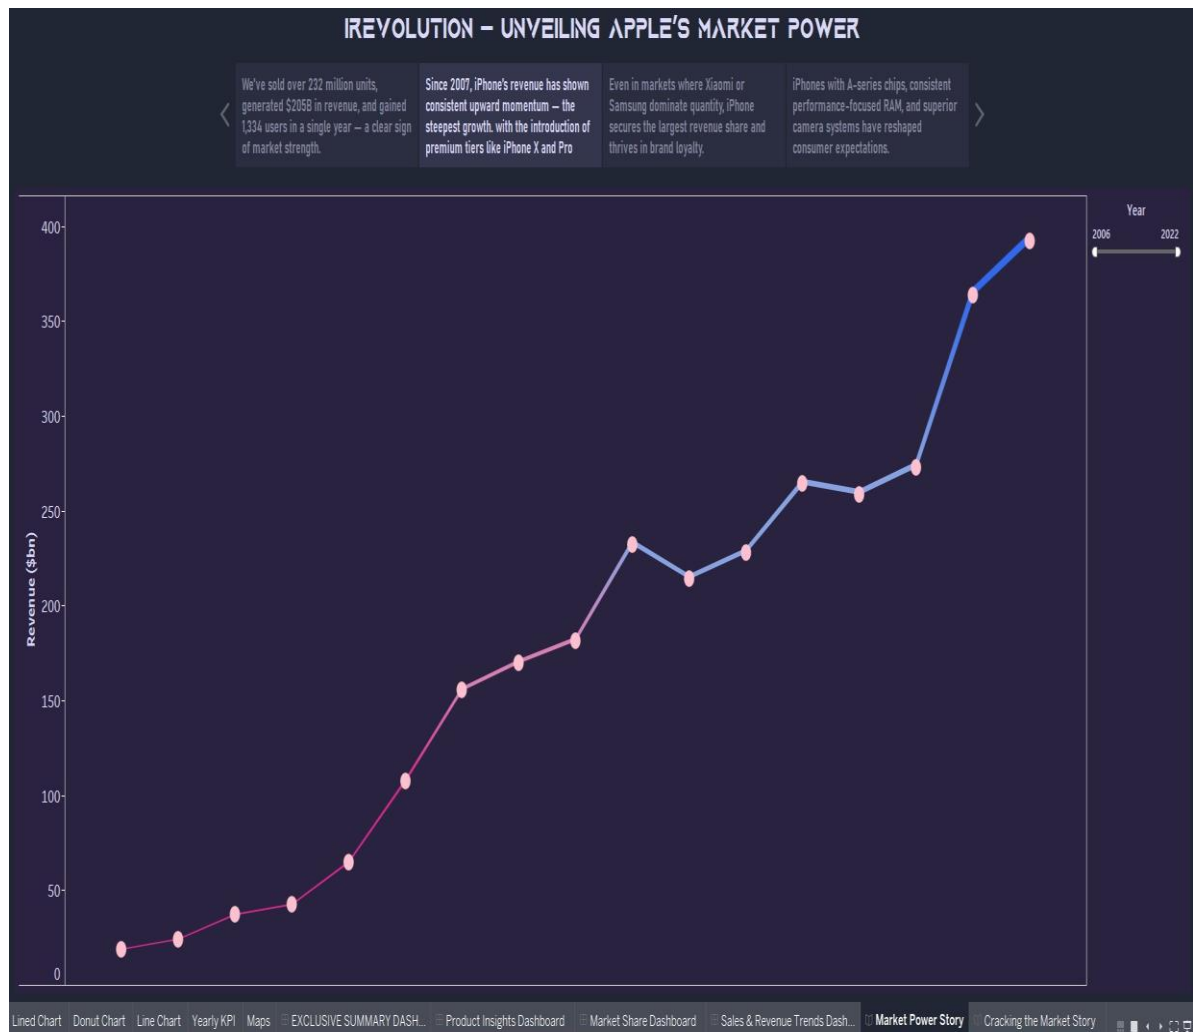 IREVOLUTION – UNVEILING APPLE'S MARKET POWER
We've sold over 232 million units,
generated $205B in revenue, and gained
1,334 users in a single year — a clear sign
of market strength.
Since 2007, iPhone's revenue has shown
consistent upward momentum — the
steepest growth. with the introduction of
premium tiers like iPhone X and Pro
Even in markets where Xiaomi or
Samsung dominate quantity, iPhone
secures the largest revenue share and
thrives in brand loyalty.
iPhones with A-series chips, consistent
performance-focused RAM, and superior
camera systems have reshaped
consumer expectations.
Year
2006 2022
Revenue ($bn)
400
350
300
250
200
150
100
50
0
Lined Chart Donut Chart Line Chart Yearly KPI Maps EXCLUSIVE SUMMARY DASH... Product Insights Dashboard Market Share Dashboard Sales & Revenue Trends Dash... Market Power Story Cracking the Market Story